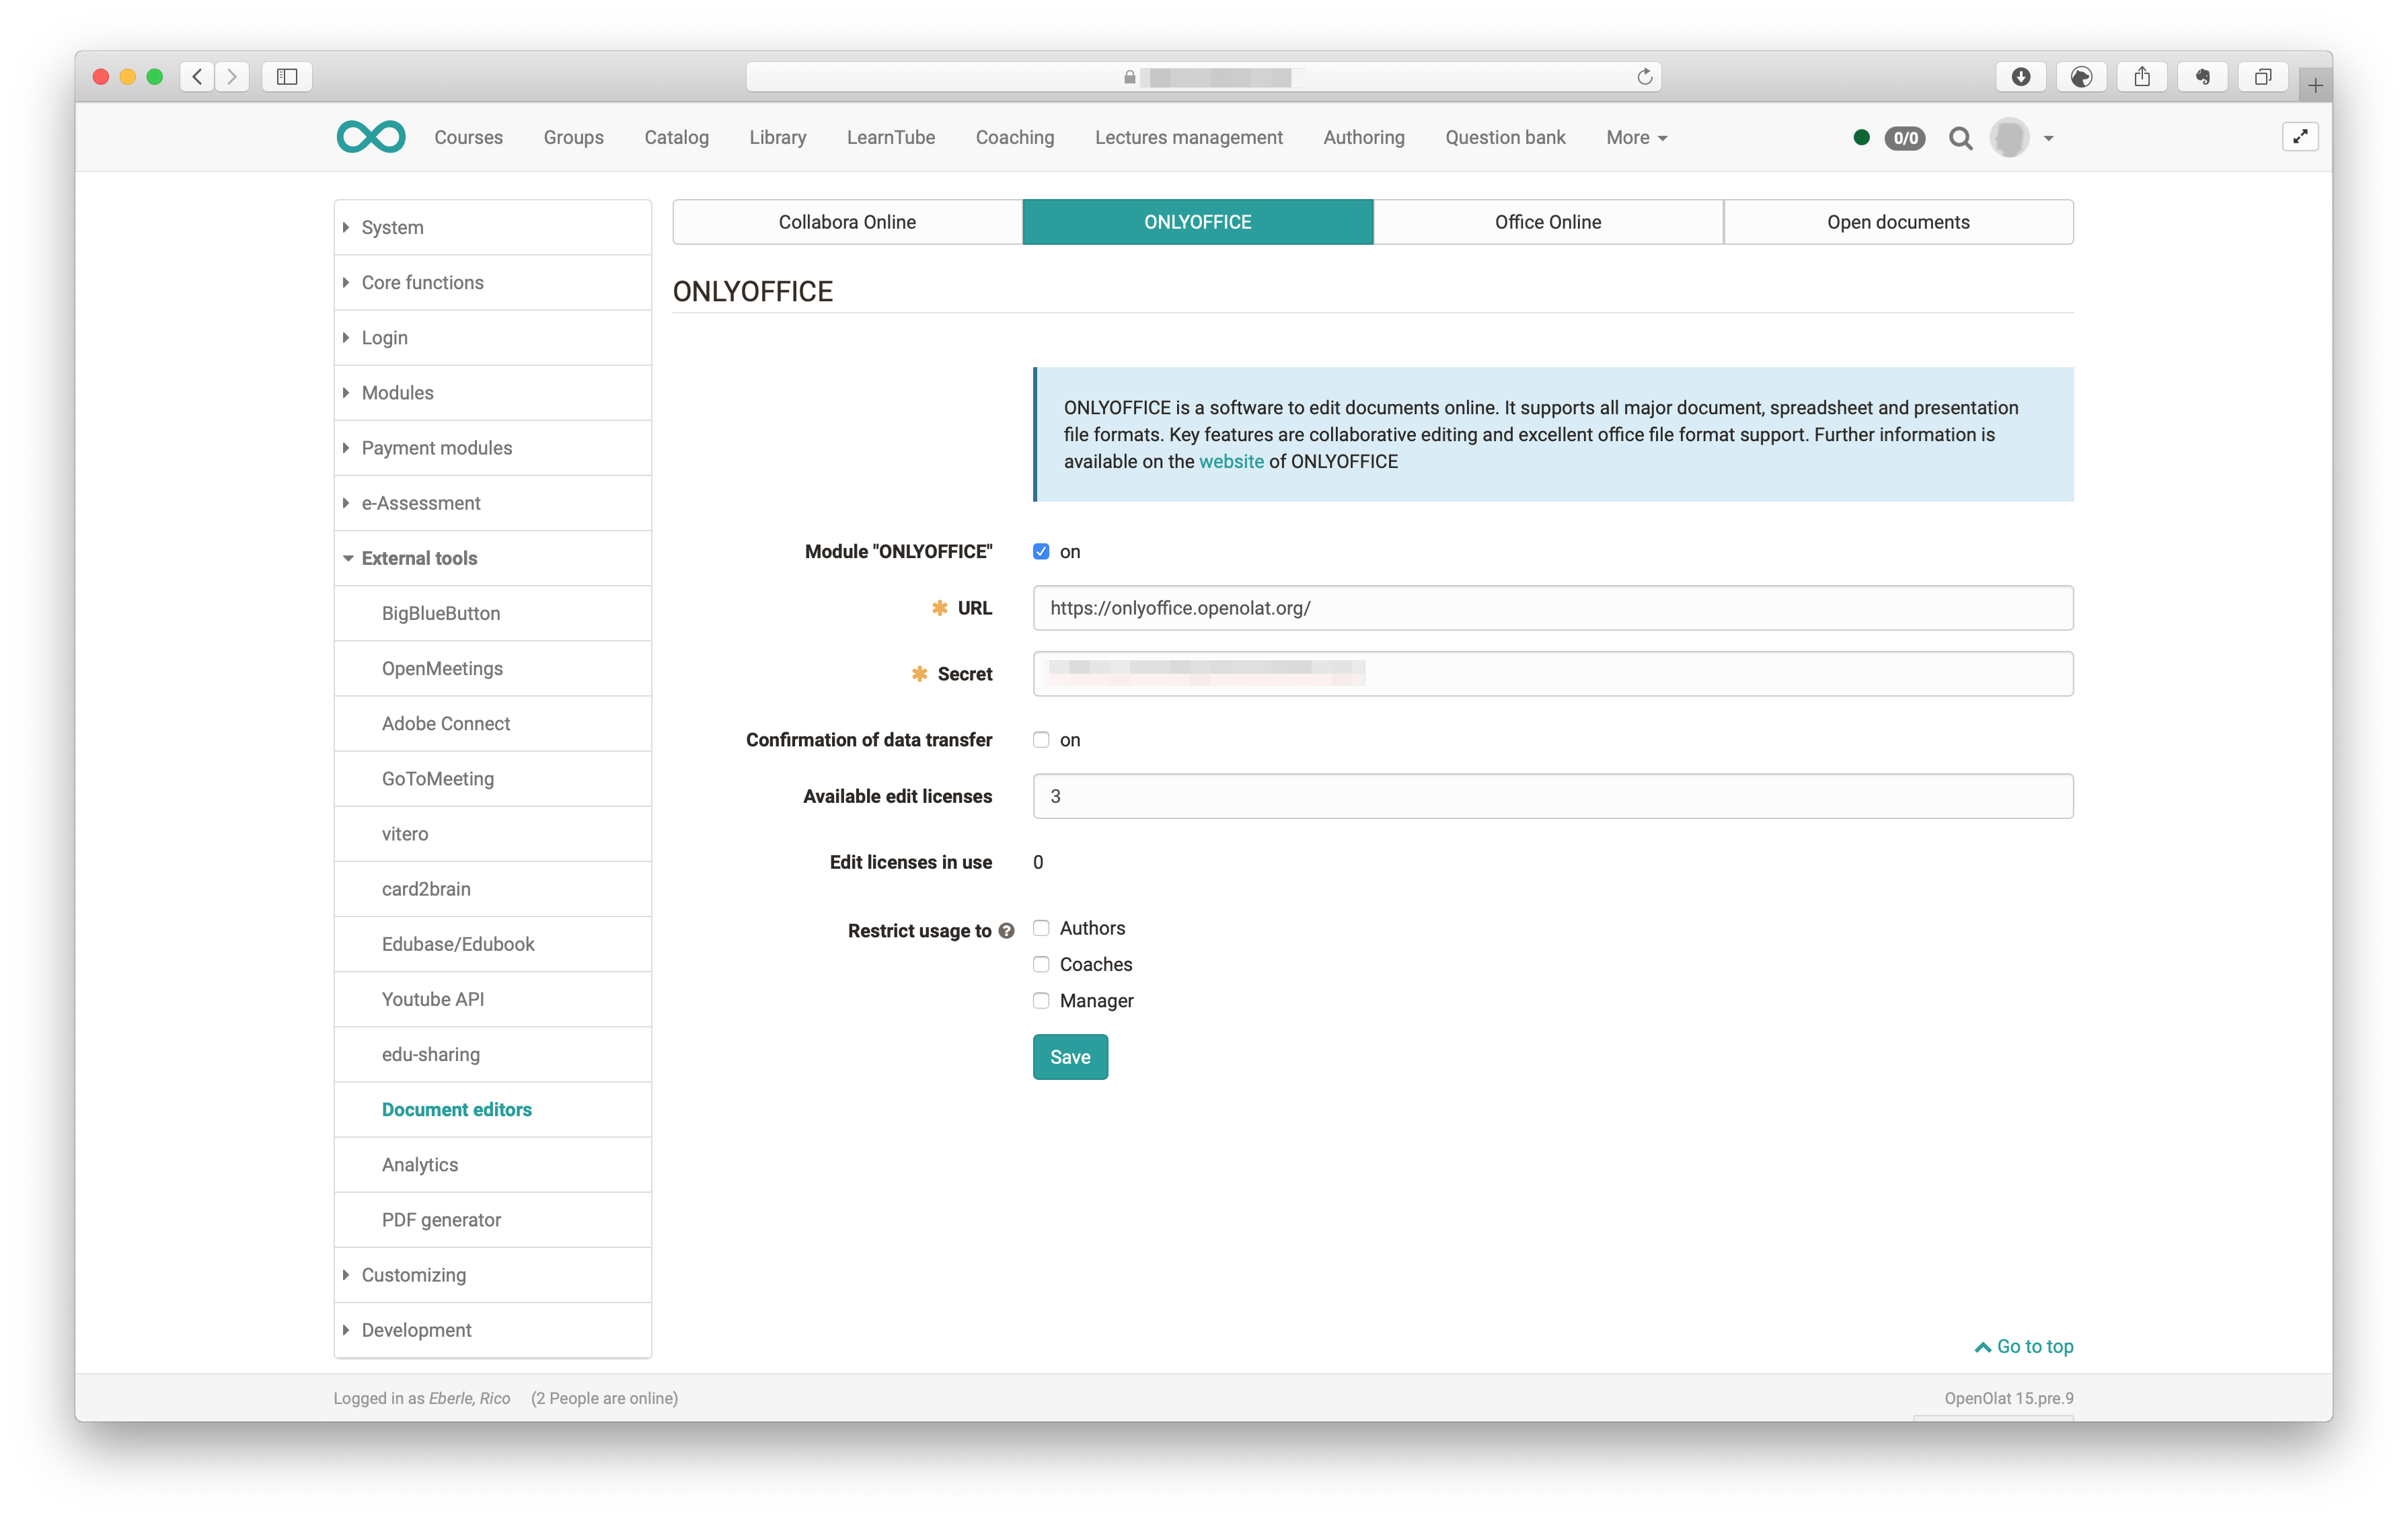 Courses Groups Catalog Library LearnTube Coaching Lectures management Authoring Question bank More 0/0
System
Core functions
Login
Modules
Payment modules
e-Assessment
External tools
BigBlueButton
OpenMeetings
Adobe Connect
GoToMeeting
vitero
card2brain
Edubase/Edubook
Youtube API
edu-sharing
Document editors
Analytics
PDF generator
Customizing
Development
Collabora Online ONLYOFFICE Office Online Open documents
ONLYOFFICE
ONLYOFFICE is a software to edit documents online. It supports all major document, spreadsheet and presentation
file formats. Key features are collaborative editing and excellent office file format support. Further information is
available on the website of ONLYOFFICE
Module "ONLYOFFICE" on
URL https://onlyoffice.openolat.org/
Secret
Confirmation of data transfer on
Available edit licenses 3
Edit licenses in use 0
Restrict usage to Authors
Coaches
Manager
Save
Go to top
Logged in as Eberle, Rico (2 People are online) OpenOlat 15.pre.9